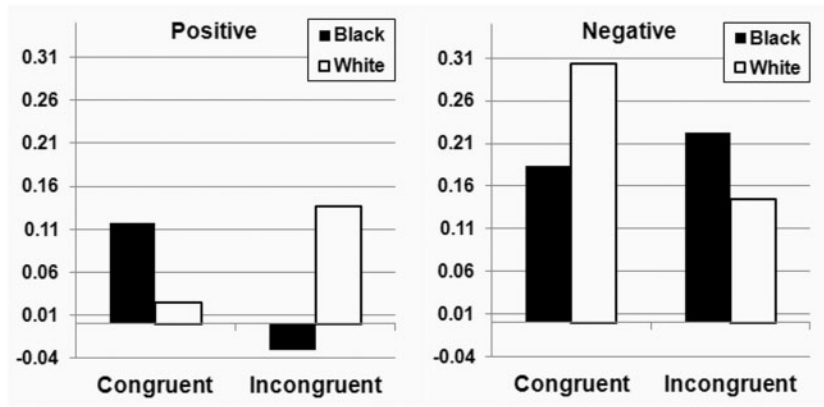 Positive
Black
White
0.31
0.26
0.21
0.16
0.11
0.06
0.01
-0.04
Congruent Incongruent
Negative
Black
White
0.31
0.26
0.21
0.16
0.11
0.06
0.01
-0.04
Congruent Incongruent